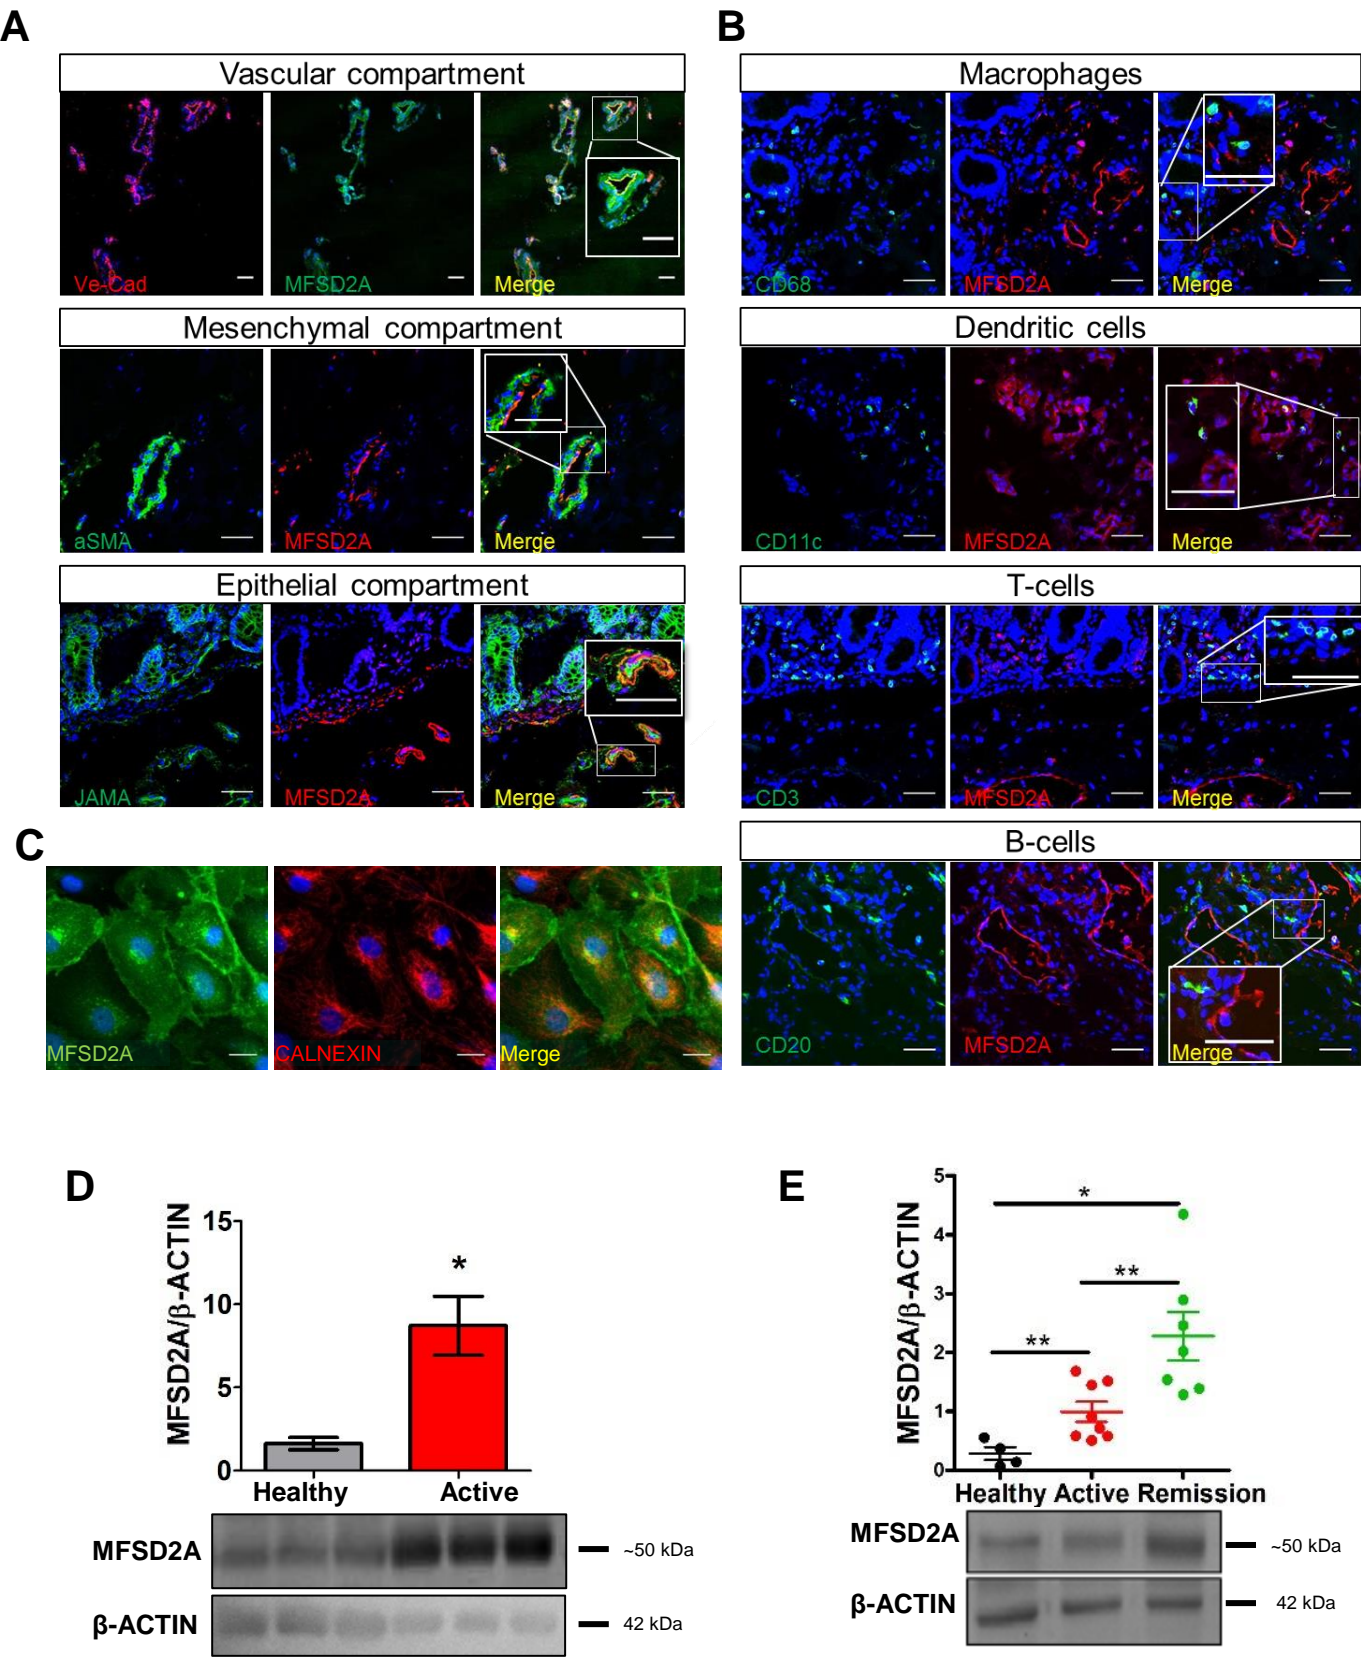 A
Vascular compartment
Ve-Cad
MFSD2A
Merge
Mesenchymal compartment
aSMA
MFSD2A
Merge
Epithelial compartment
JAMA
MFSD2A
Merge
B
Macrophages
CD68
MFSD2A
Merge
Dendritic cells
CD11c
MFSD2A
Merge
T-cells
CD3
MFSD2A
Merge
B-cells
CD20
MFSD2A
Merge
C
MFSD2A
CALNEXIN
Merge
D
MFSD2A/β-ACTIN
15
10
5
0
*
Healthy
Active
MFSD2A
~50 kDa
β-ACTIN
42 kDa
E
MFSD2A/β-ACTIN
5
4
3
2
1
0
*
**
**
Healthy Active Remission
MFSD2A
~50 kDa
β-ACTIN
42 kDa